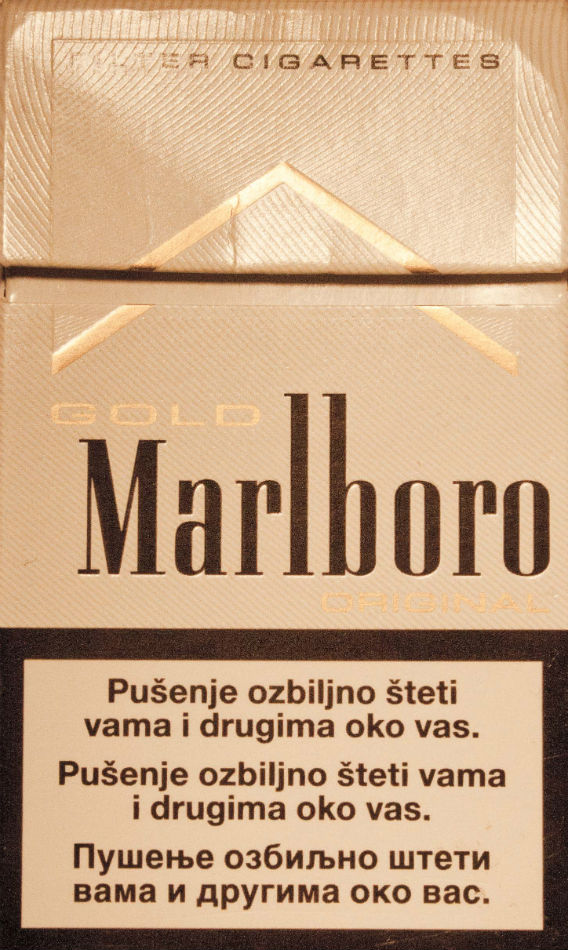 FILTER CIGARETTES
GOLD
Marlboro
ORIGINAL
Pušenje ozbiljno šteti
vama i drugima oko vas.
Pušenje ozbiljno šteti vama
i drugima oko vas.
Пушење озбиљно штети
вама и другима око вас.